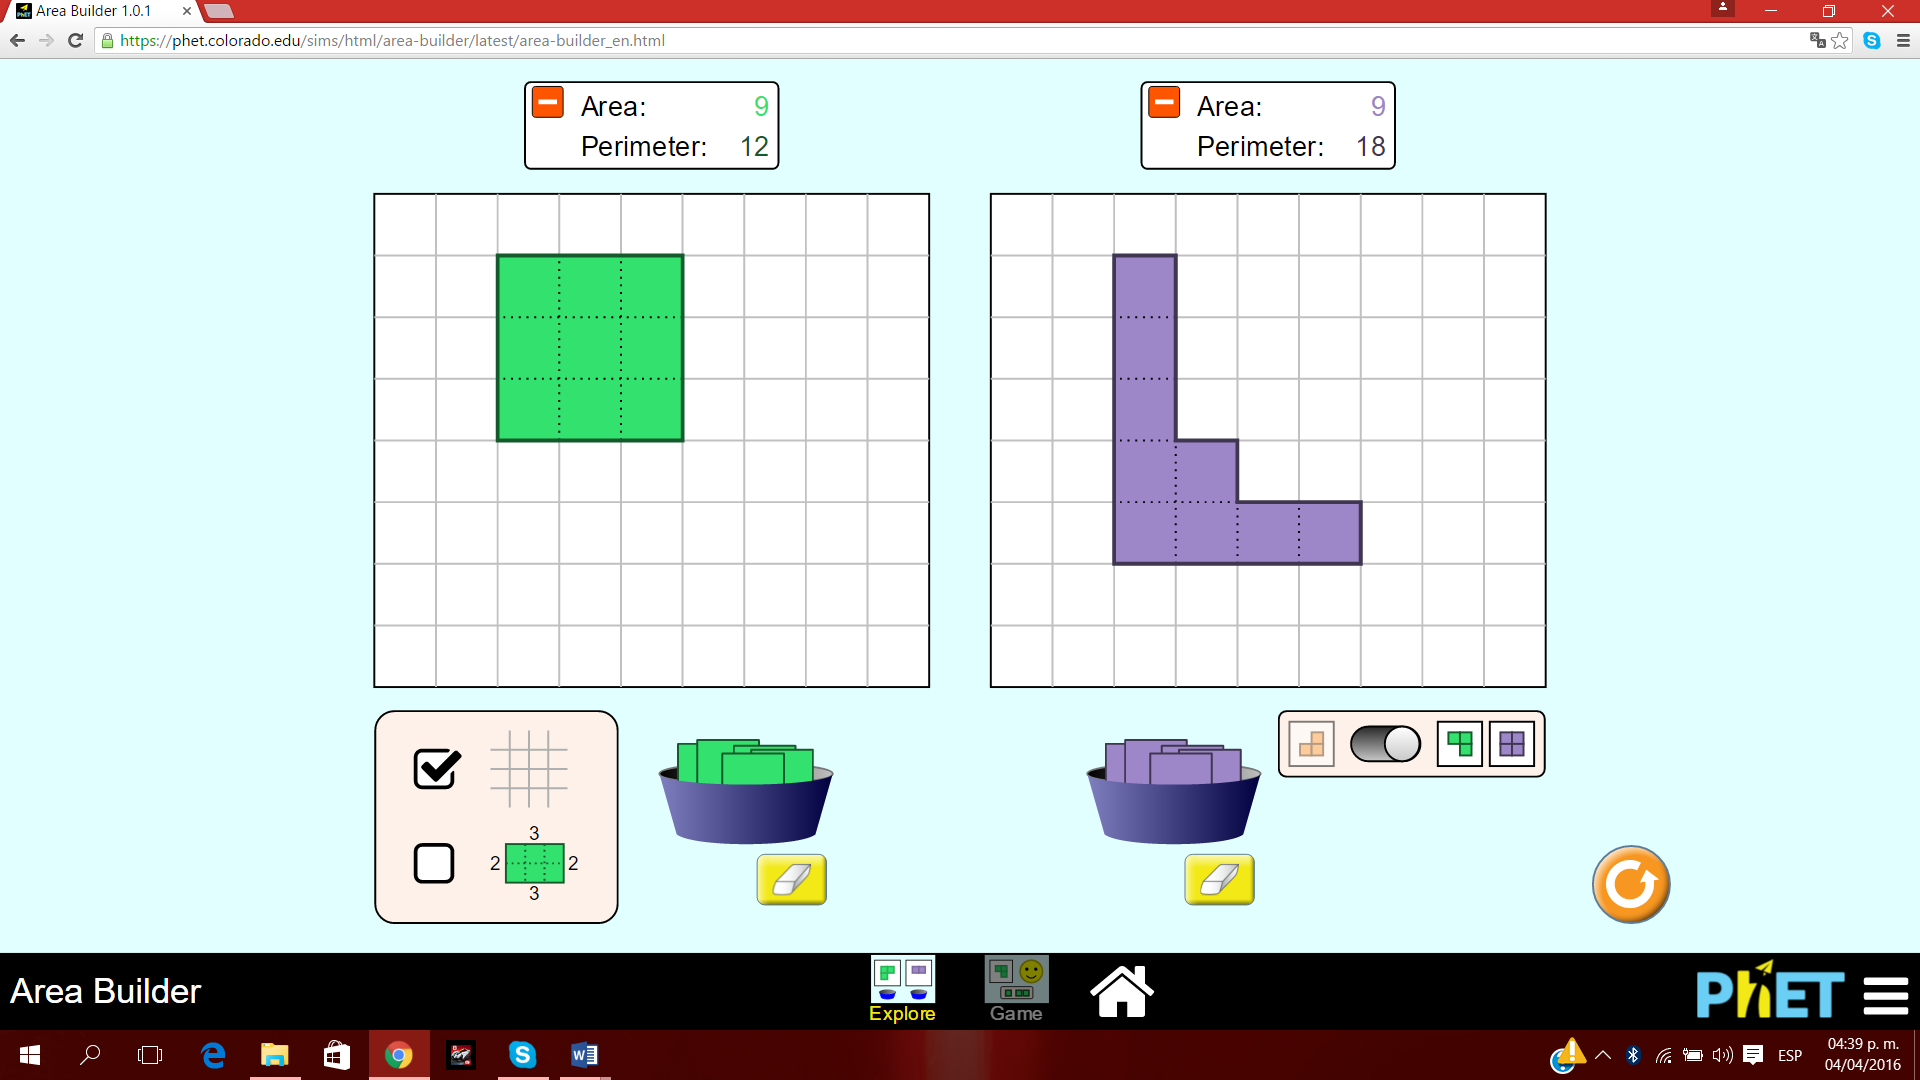 Area Builder 1.0.1
https://phet.colorado.edu/sims/html/area-builder/latest/area-builder_en.html
Area: 9
Perimeter: 12
Area: 9
Perimeter: 18
3
2 2
3
Area Builder
Explore
Game
PhET
ESP
04:39 p. m.
04/04/2016